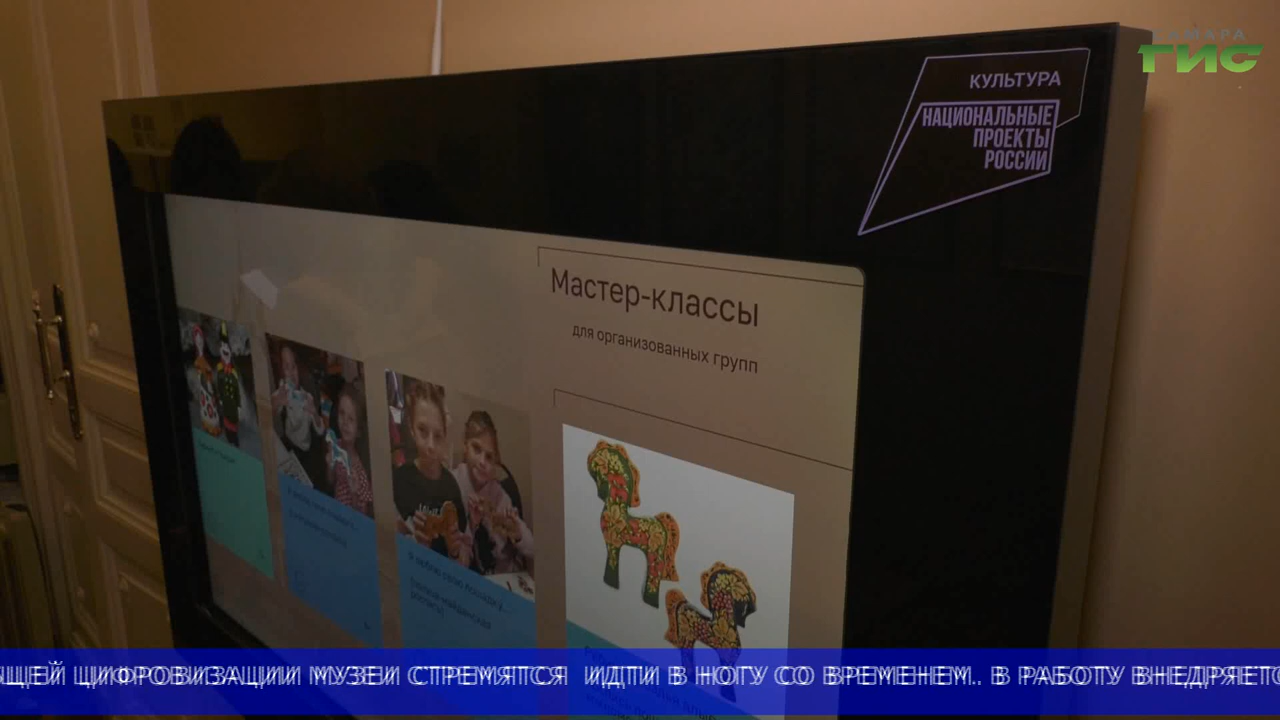 САМАРА
ГИС
КУЛЬТУРА
НАЦИОНАЛЬНЫЕ
ПРОЕКТЫ
РОССИИ
Мастер-классы
для организованных групп
ЩЕЙ ЦИФРОВИЗАЦИИ МУЗЕИ СТРЕМЯТСЯ ИДТИ В НОГУ СО ВРЕМЕНЕМ.. В РАБОТУ ВНЕДРЯЕТС